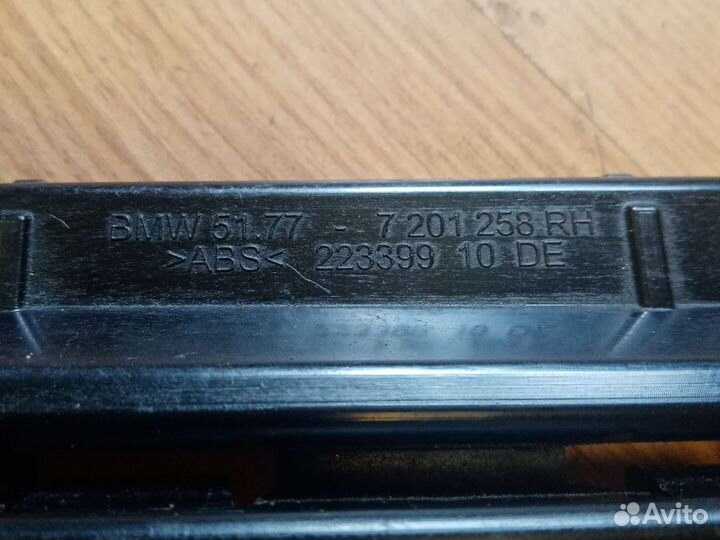 BMW 51.77 - 7 201 258 RH
>ABS< 223399 10 DE
Avito